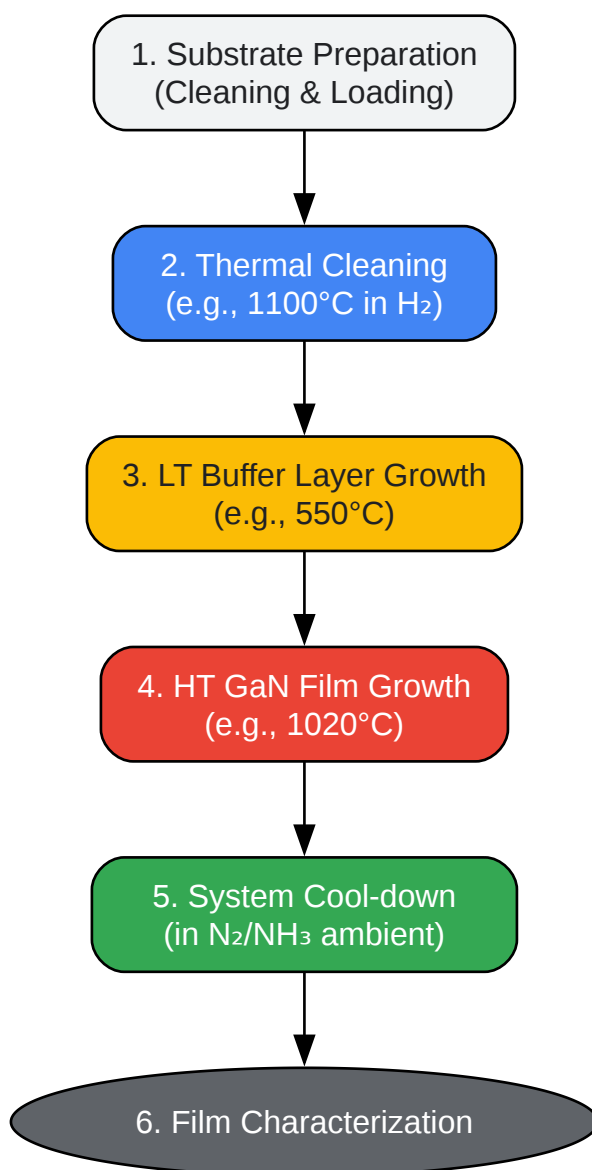 1. Substrate Preparation
(Cleaning & Loading)
2. Thermal Cleaning
(e.g., 1100°C in H₂)
3. LT Buffer Layer Growth
(e.g., 550°C)
4. HT GaN Film Growth
(e.g., 1020°C)
5. System Cool-down
(in N₂/NH₃ ambient)
6. Film Characterization